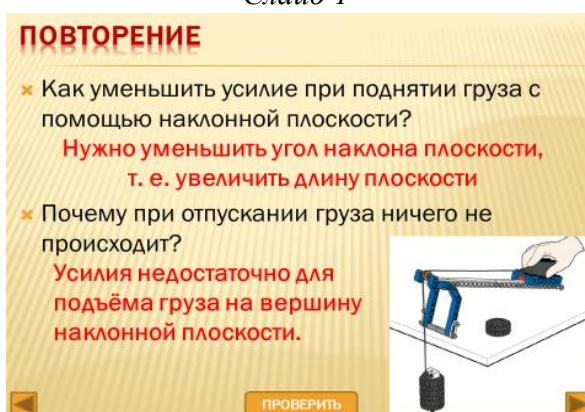 Слайд 1
ПОВТОРЕНИЕ
Как уменьшить усилие при поднятии груза с
помощью наклонной плоскости?
Нужно уменьшить угол наклона плоскости,
т. е. увеличить длину плоскости
Почему при отпускании груза ничего не
происходит?
Усилия недостаточно для
подъёма груза на вершину
наклонной плоскости.
ПРОВЕРИТЬ